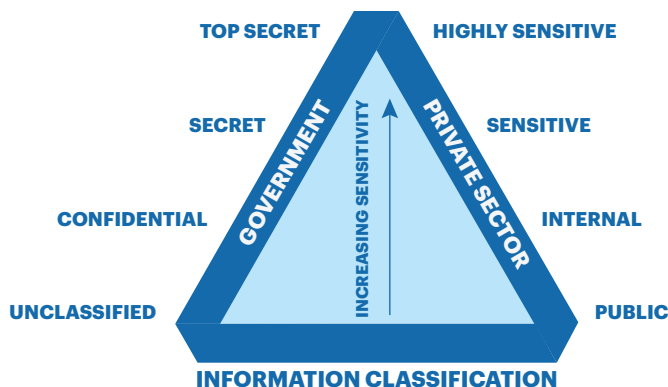 TOP SECRET
HIGHLY SENSITIVE
SECRET
SENSITIVE
GOVERNMENT
INCREASING SENSITIVITY
PRIVATE SECTOR
CONFIDENTIAL
INTERNAL
UNCLASSIFIED
PUBLIC
INFORMATION CLASSIFICATION